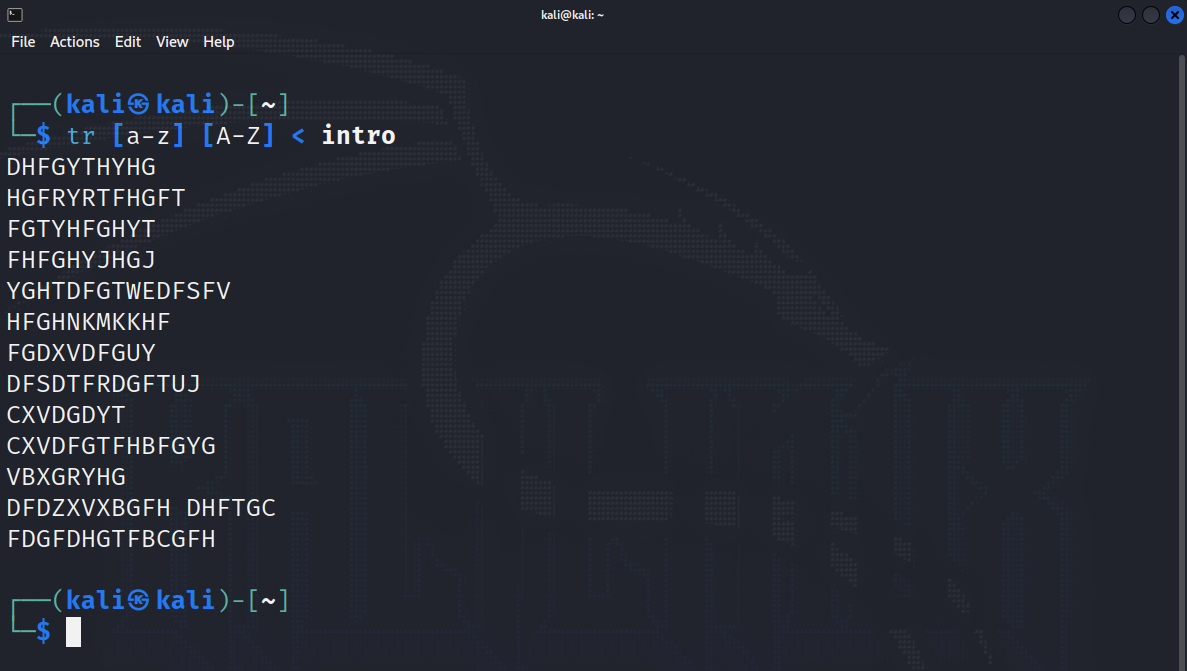 kali@kali: ~
File Actions Edit View Help
┌──(kali㉿kali)-[~]
└─$ tr [a-z] [A-Z] < intro
DHFGYTHYHG
HGFRYRTFHGFT
FGTYHFGHYT
FHFGHYJHGJ
YGHTDFGTWEDFSFV
HFGHNKMKKHF
FGDXVDFGUY
DFSDTFRDGFTUJ
CXVDGDYT
CXVDFGTFHBFGYG
VBXGRYHG
DFDZXVXBGFH DHFTGC
FDGFDHGTFBCGFH
┌──(kali㉿kali)-[~]
└─$